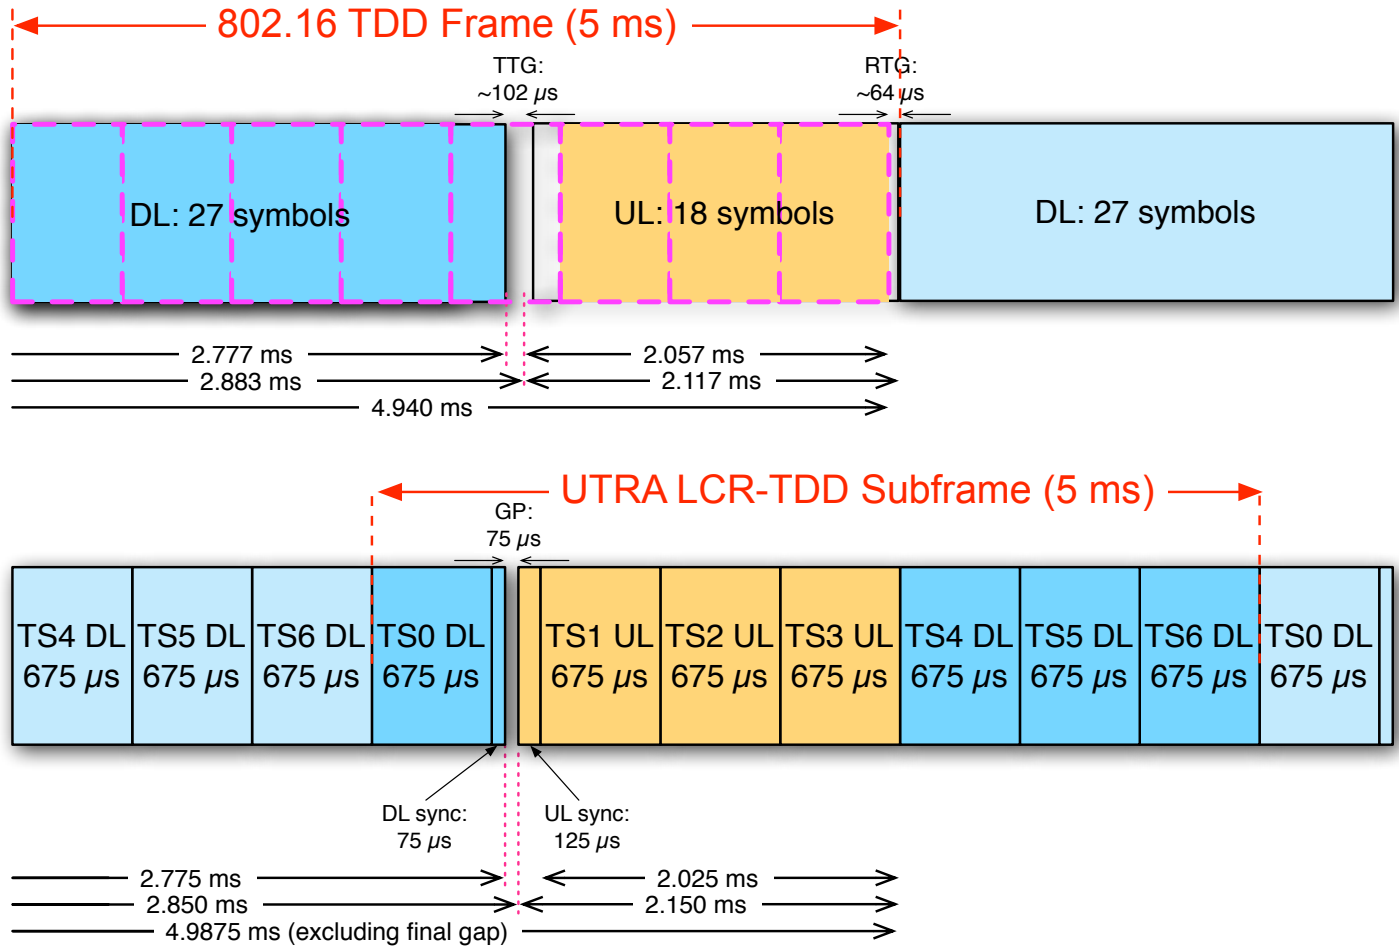 802.16 TDD Frame (5 ms)
TTG:
~102 µs
RTG:
~64 µs
DL: 27 symbols
UL: 18 symbols
DL: 27 symbols
2.777 ms
2.057 ms
2.883 ms
2.117 ms
4.940 ms
UTRA LCR-TDD Subframe (5 ms)
GP:
75 µs
TS4 DL
675 µs
TS5 DL
675 µs
TS6 DL
675 µs
TS0 DL
675 µs
TS1 UL
675 µs
TS2 UL
675 µs
TS3 UL
675 µs
TS4 DL
675 µs
TS5 DL
675 µs
TS6 DL
675 µs
TS0 DL
675 µs
DL sync:
75 µs
UL sync:
125 µs
2.775 ms
2.025 ms
2.850 ms
2.150 ms
4.9875 ms (excluding final gap)